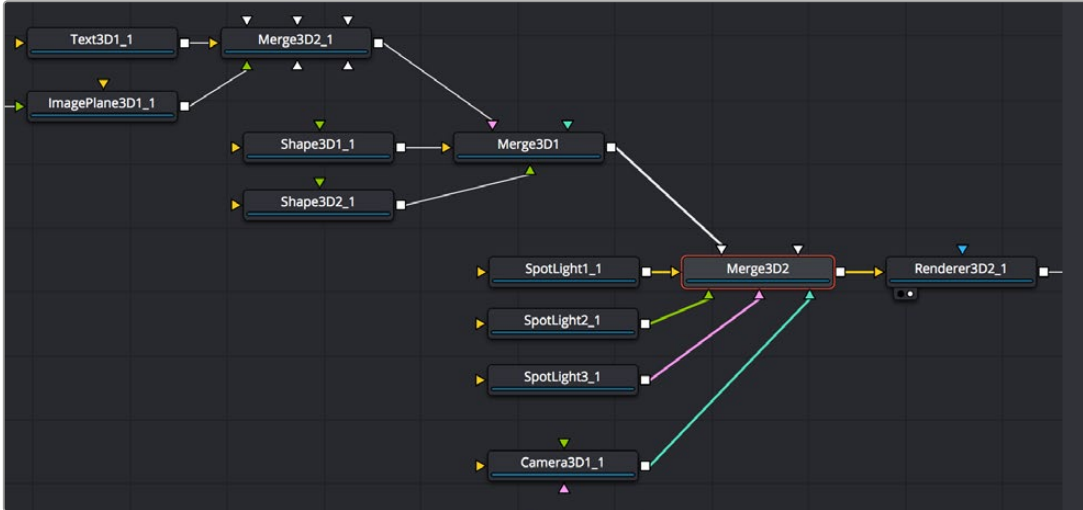 Text3D1_1
Merge3D2_1
ImagePlane3D1_1
Shape3D1_1
Merge3D1
Shape3D2_1
SpotLight1_1
Merge3D2
Renderer3D2_1
SpotLight2_1
SpotLight3_1
Camera3D1_1